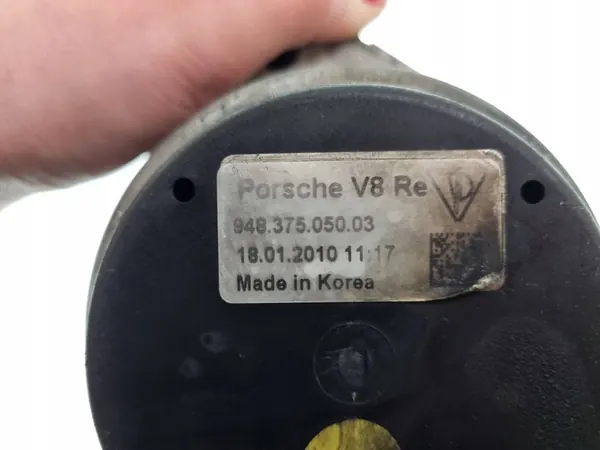 Porsche V8 Re
948.375.050.03
18.01.2010 11:17
Made in Korea